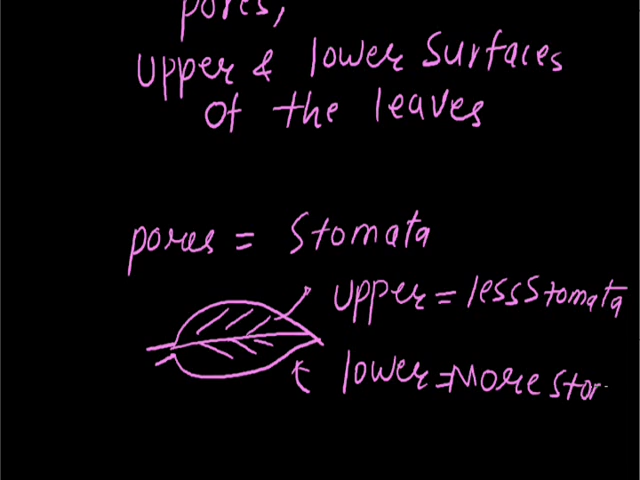 pores,
upper & lower surfaces
of the leaves
pores = Stomata
upper = less Stomata
lower = More stor